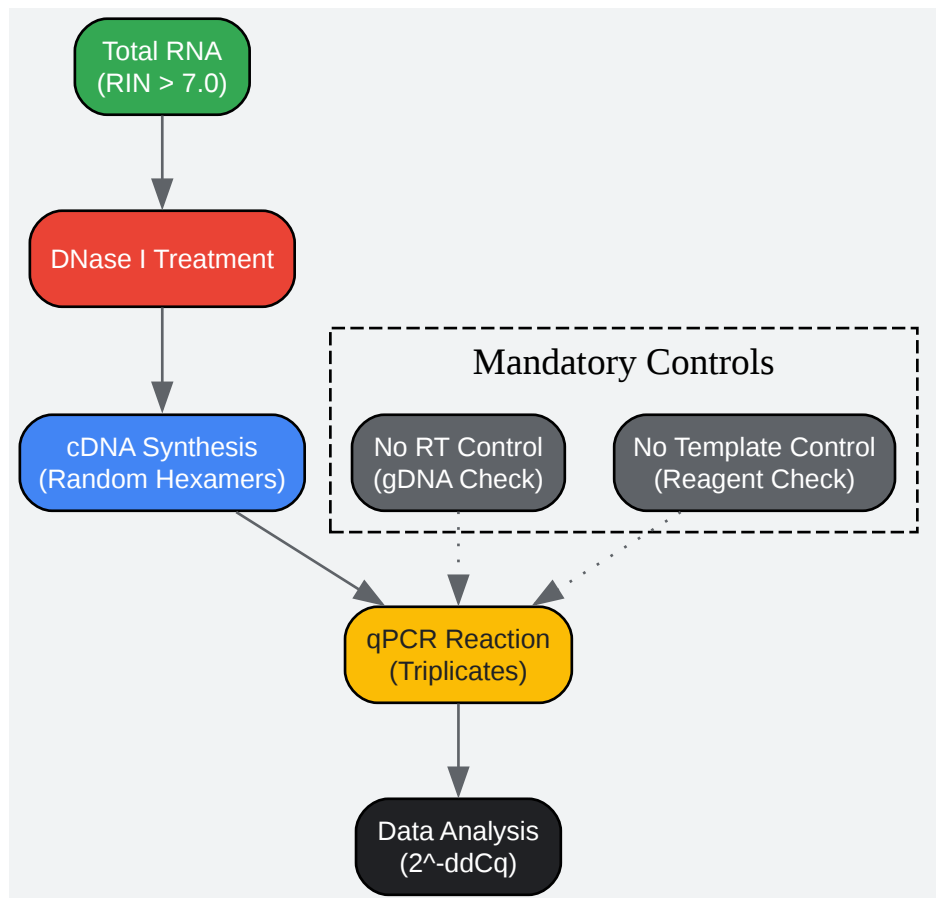 Total RNA
(RIN > 7.0)
DNase I Treatment
Mandatory Controls
cDNA Synthesis
(Random Hexamers)
No RT Control
(gDNA Check)
No Template Control
(Reagent Check)
qPCR Reaction
(Triplicates)
Data Analysis
(2^-ddCq)